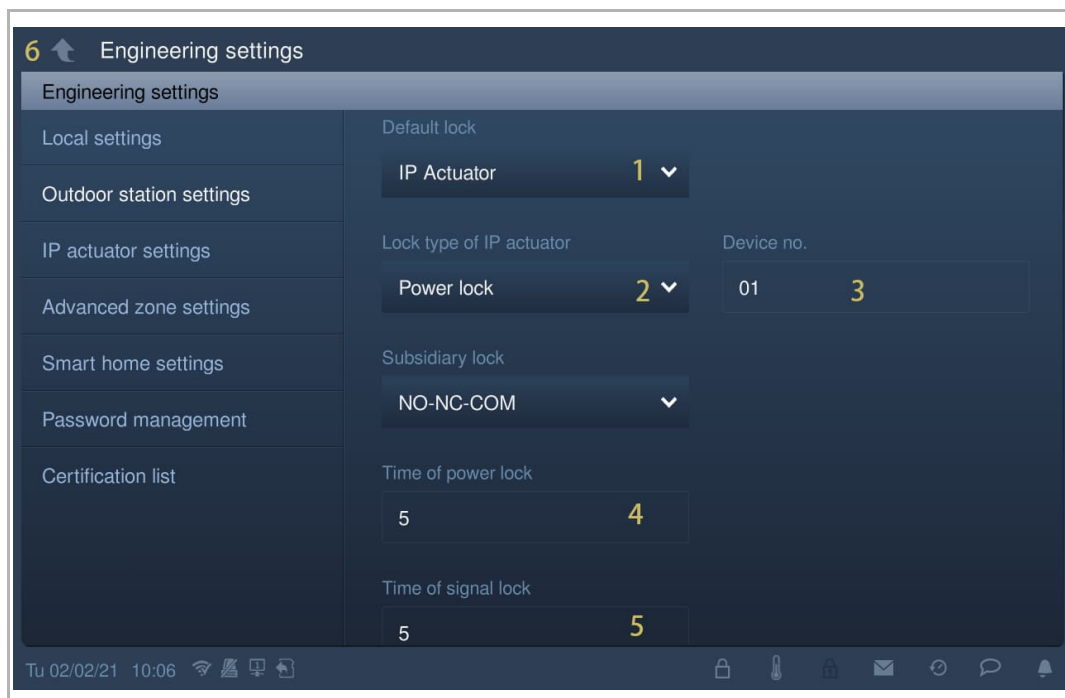 6 Engineering settings
Engineering settings
Local settings
Outdoor station settings
IP actuator settings
Advanced zone settings
Smart home settings
Password management
Certification list
Default lock
IP Actuator 1
Lock type of IP actuator Device no.
Power lock 2 01 3
Subsidiary lock
NO-NC-COM
Time of power lock
5 4
Time of signal lock
5 5
Tu 02/02/21 10:06